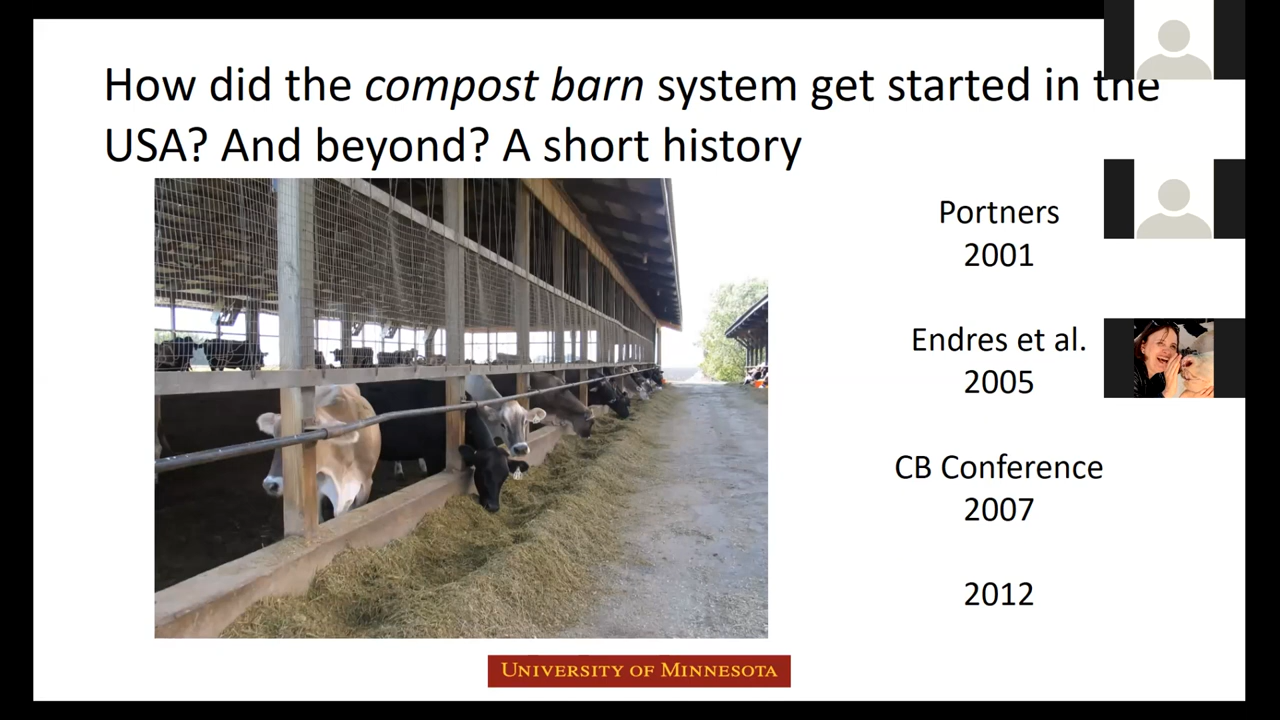 How did the compost barn system get started in the
USA? And beyond? A short history
Portners
2001
Endres et al.
2005
CB Conference
2007
2012
UNIVERSITY OF MINNESOTA